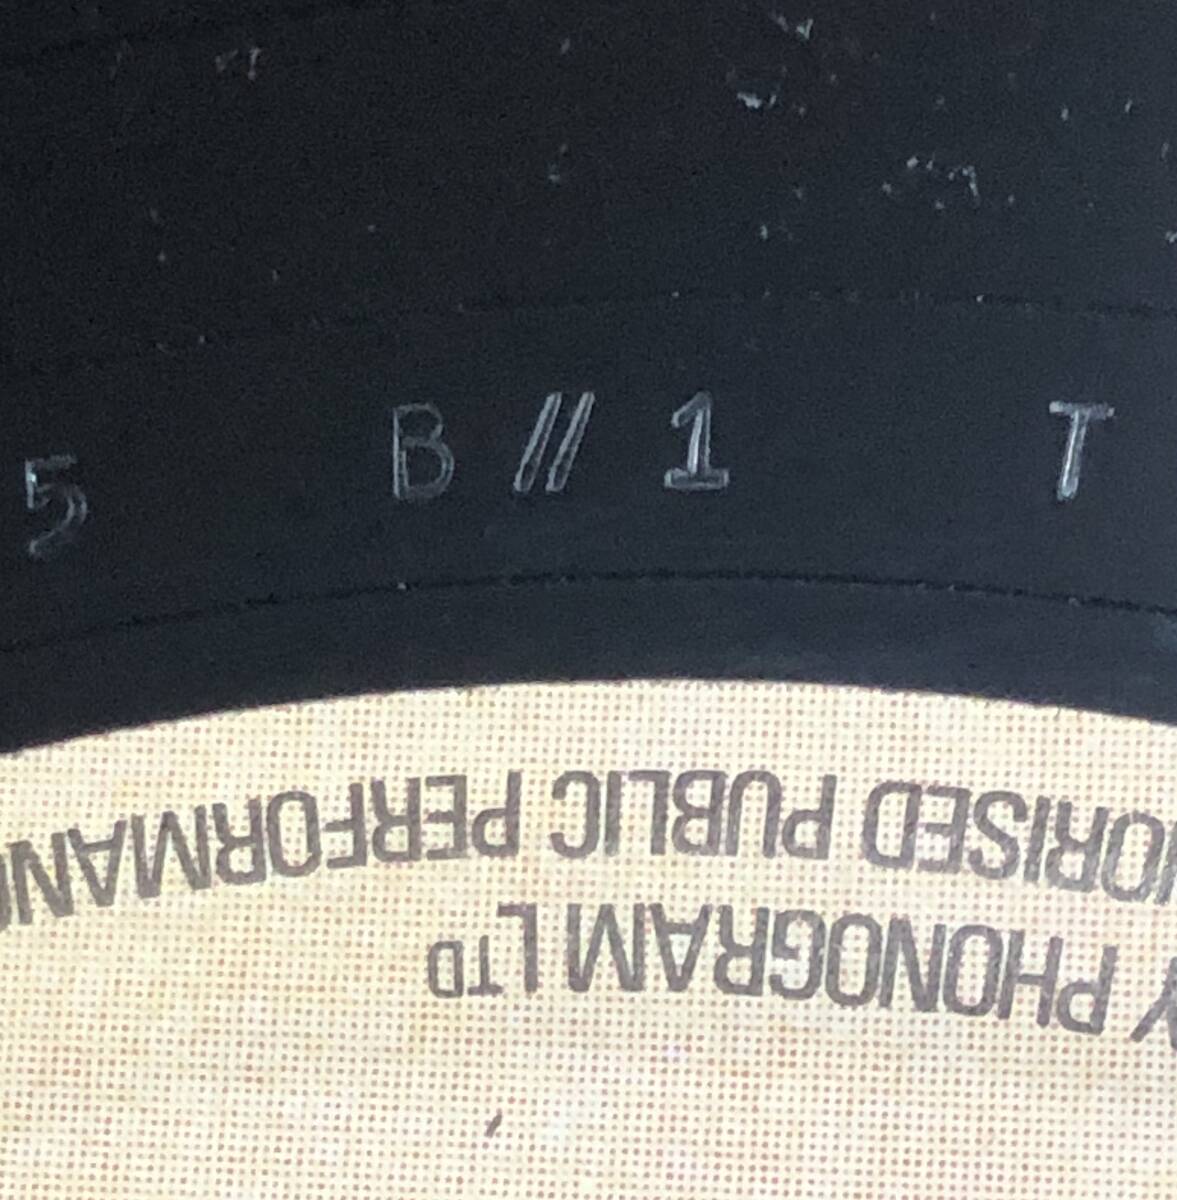 5 B // 1 T
Y PHONOGRAM LTD
ORISED PUBLIC PERFORMAN